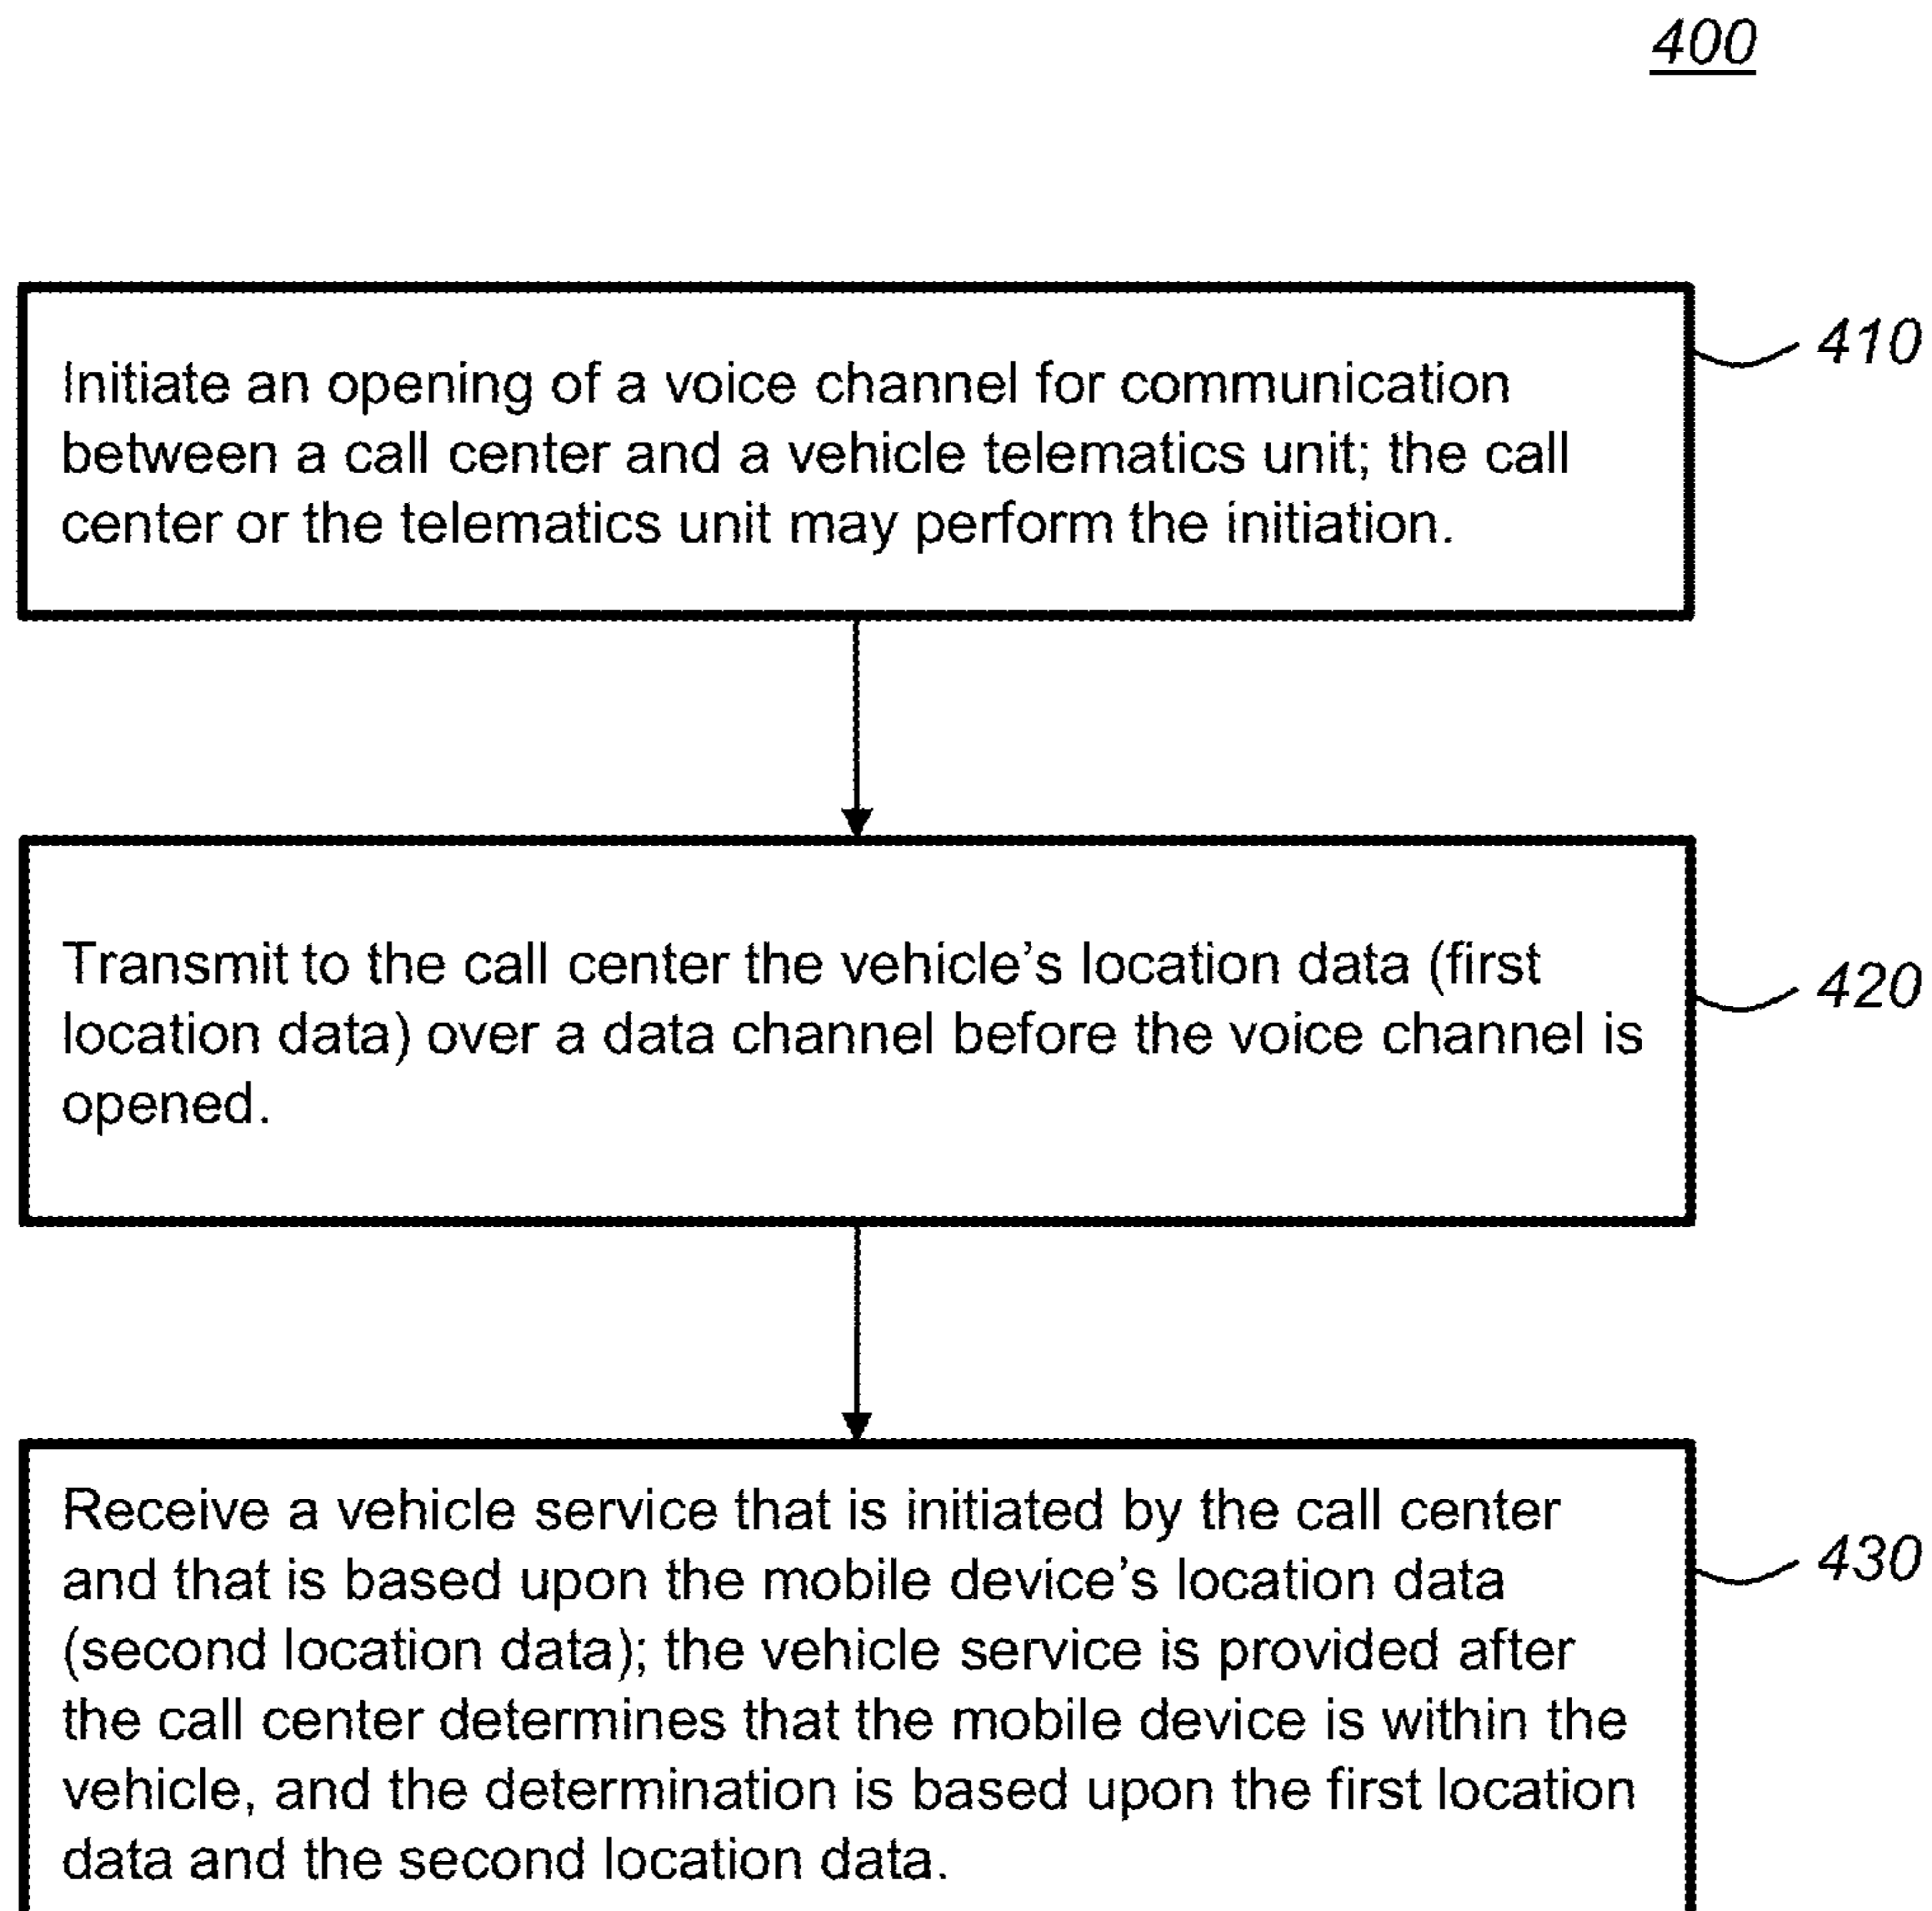 400
Initiate an opening of a voice channel for communication
between a call center and a vehicle telematics unit; the call
center or the telematics unit may perform the initiation.
410
Transmit to the call center the vehicle’s location data (first
location data) over a data channel before the voice channel is
opened.
420
Receive a vehicle service that is initiated by the call center
and that is based upon the mobile device’s location data
(second location data); the vehicle service is provided after
the call center determines that the mobile device is within the
vehicle, and the determination is based upon the first location
data and the second location data.
430